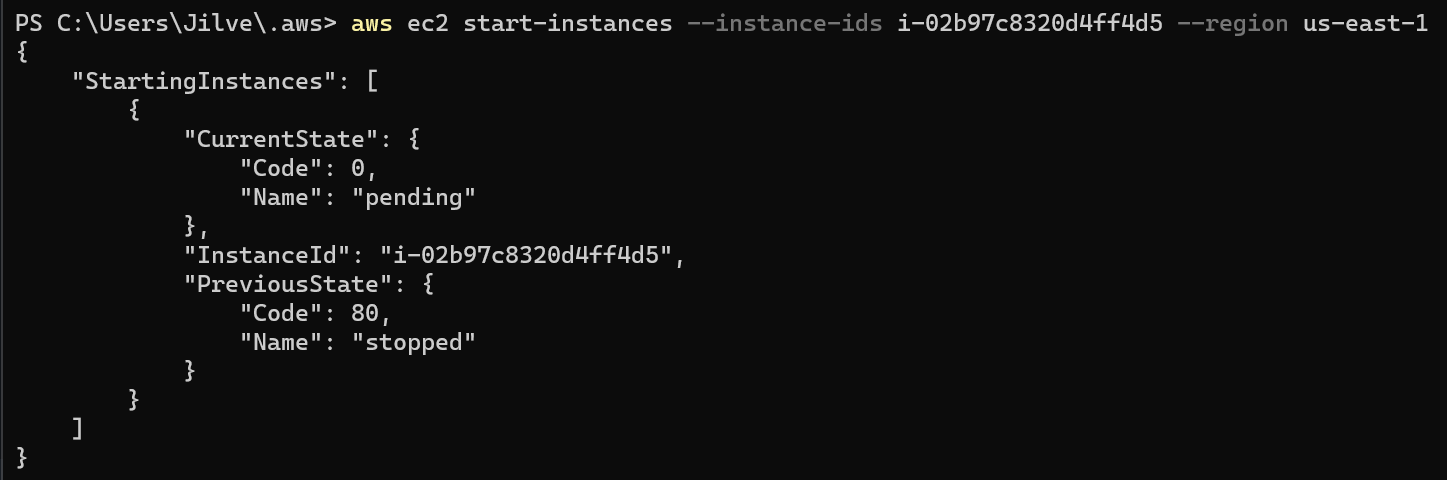 PS C:\Users\Jilve\.aws> aws ec2 start-instances --instance-ids i-02b97c8320d4ff4d5 --region us-east-1
{
    "StartingInstances": [
        {
            "CurrentState": {
                "Code": 0,
                "Name": "pending"
            },
            "InstanceId": "i-02b97c8320d4ff4d5",
            "PreviousState": {
                "Code": 80,
                "Name": "stopped"
            }
        }
    ]
}